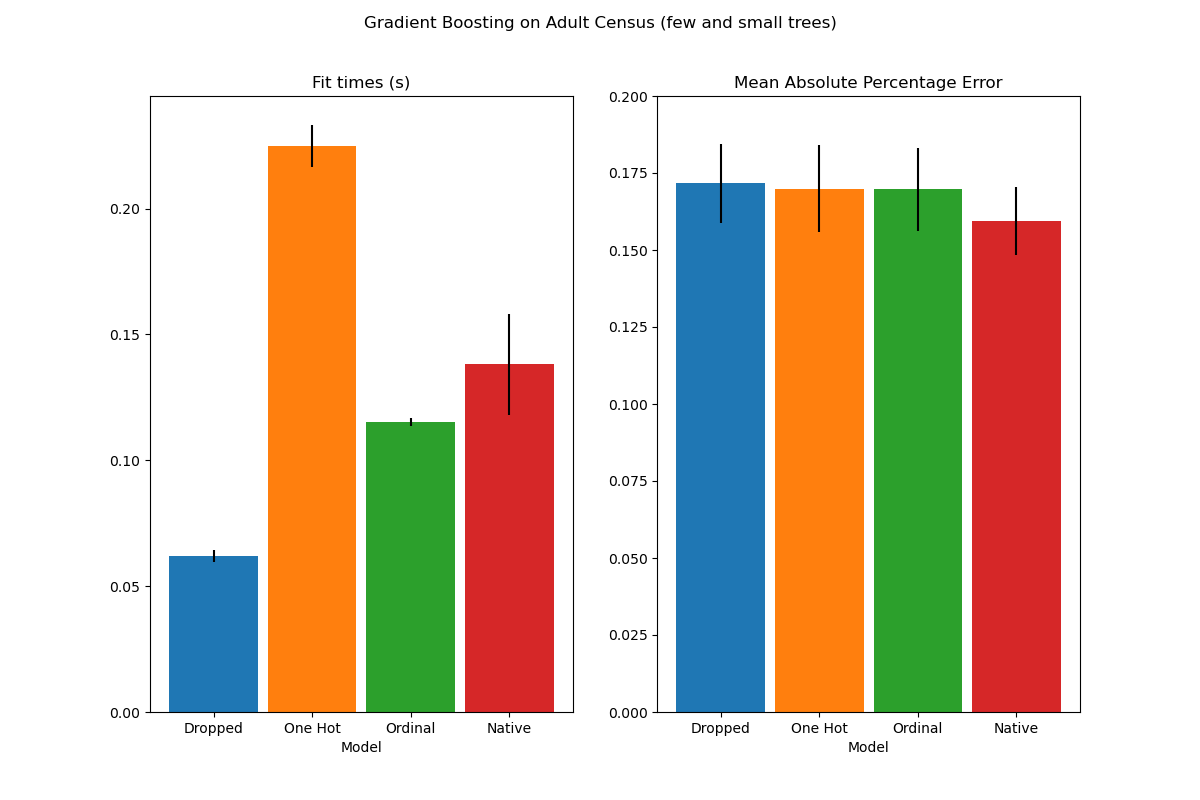 Gradient Boosting on Adult Census (few and small trees)
Fit times (s)
0.20
0.15
0.10
0.05
0.00
Dropped One Hot Ordinal Native
Model
Mean Absolute Percentage Error
0.200
0.175
0.150
0.125
0.100
0.075
0.050
0.025
0.000
Dropped One Hot Ordinal Native
Model